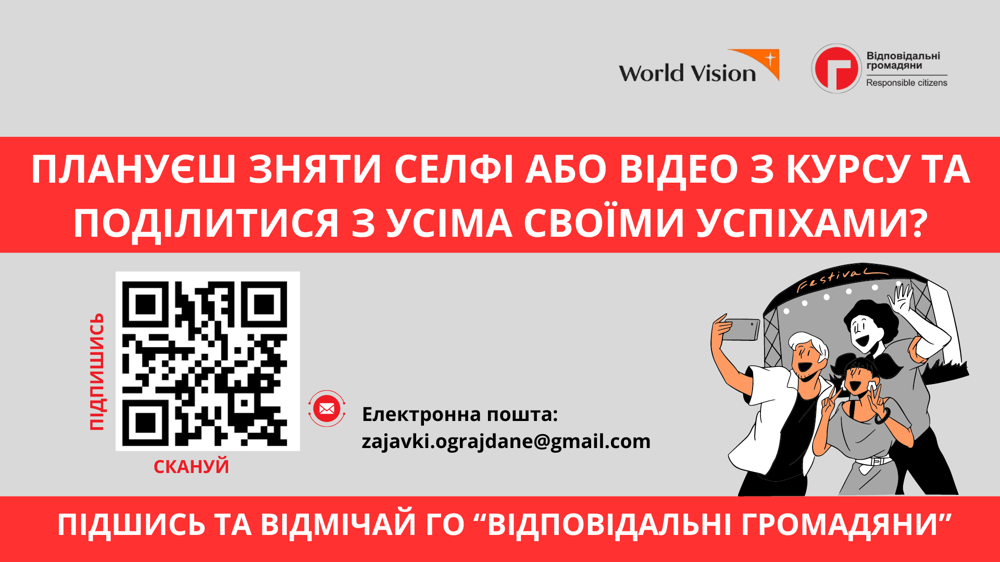 World Vision
Відповідальні
громадяни
Responsible citizens
ПЛАНУЄШ ЗНЯТИ СЕЛФІ АБО ВІДЕО З КУРСУ ТА
ПОДІЛИТИСЯ З УСІМА СВОЇМИ УСПІХАМИ?
Festival
ПІДПИШИСЬ
СКАНУЙ
Електронна пошта:
zajavki.ograjdane@gmail.com
ПІДШИСЬ ТА ВІДМІЧАЙ ГО “ВІДПОВІДАЛЬНІ ГРОМАДЯНИ”